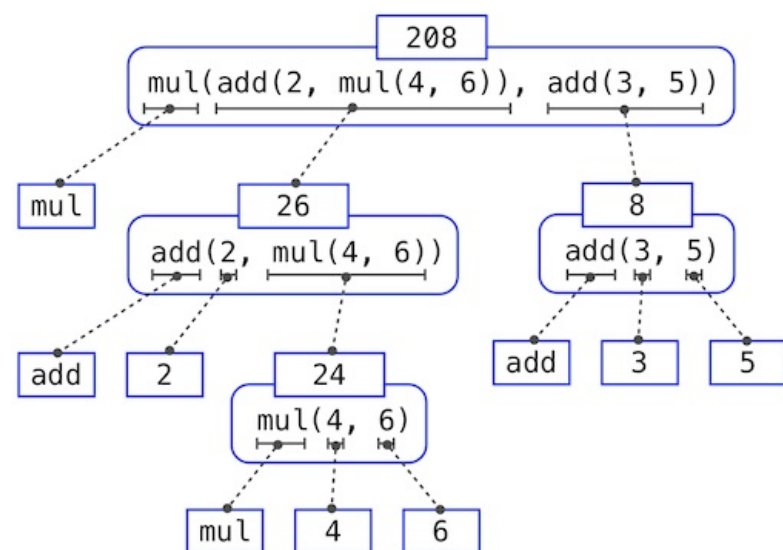 208
mul(add(2, mul(4, 6)), add(3, 5))
mul
26
8
add(2, mul(4, 6))
add(3, 5)
add
2
24
add
3
5
mul(4, 6)
mul
4
6